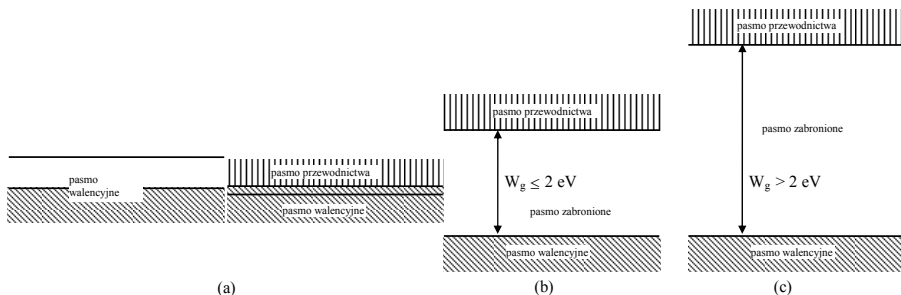 pasmo
walencyjne
pasmo przewodnictwa
pasmo walencyjne
(a)
pasmo przewodnictwa
W_g ≤ 2 eV
pasmo zabronione
pasmo walencyjne
(b)
pasmo przewodnictwa
pasmo zabronione
W_g > 2 eV
pasmo walencyjne
(c)